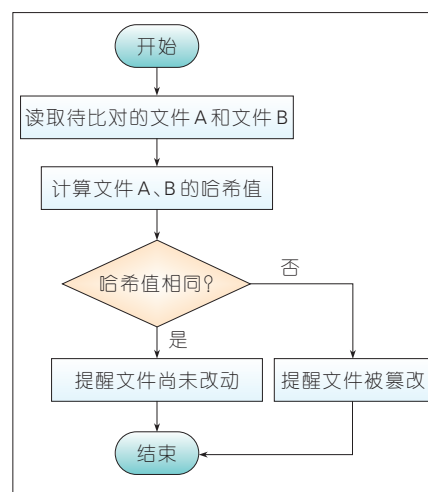 开始
读取待比对的文件A和文件B
计算文件A、B的哈希值
哈希值相同?
否
是
提醒文件尚未改动
提醒文件被篡改
结束